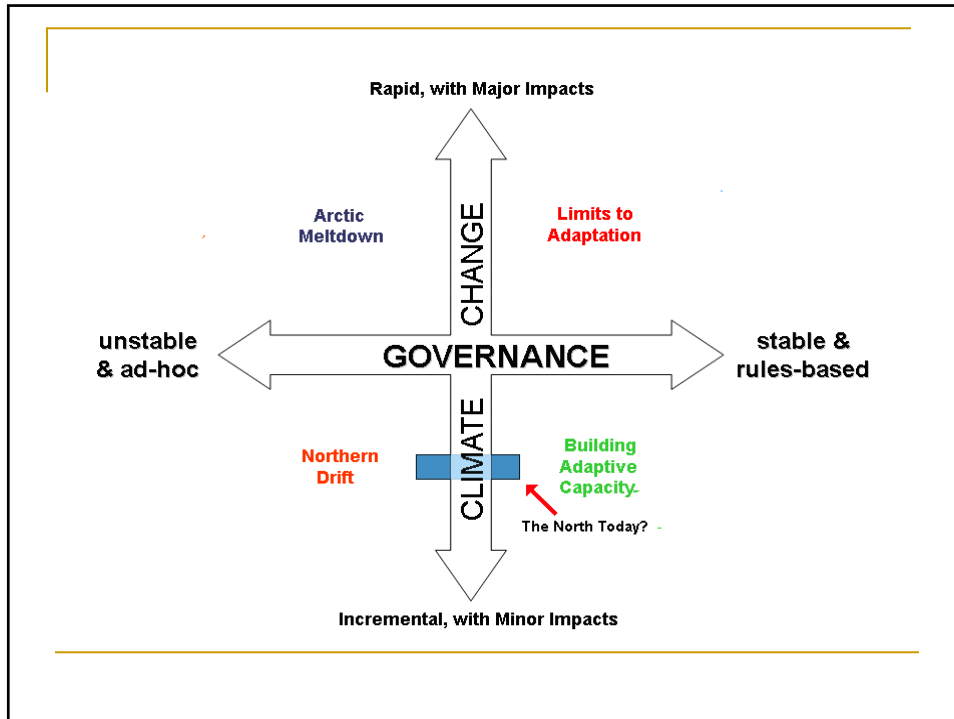 Rapid, with Major Impacts
Arctic
Meltdown
Limits to
Adaptation
CHANGE
unstable
& ad-hoc
GOVERNANCE
stable &
rules-based
CLIMATE
Northern
Drift
Building
Adaptive
Capacity
The North Today?
Incremental, with Minor Impacts